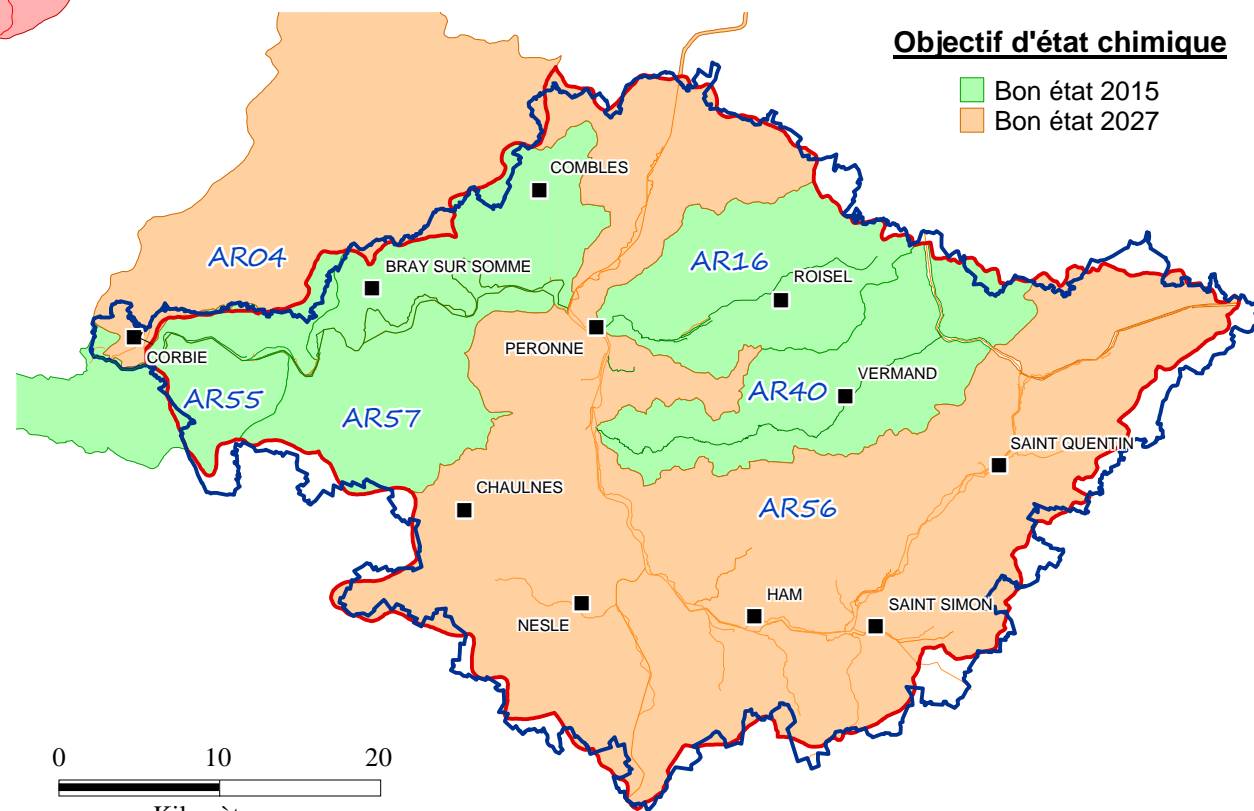 Objectif d'état chimique
Bon état 2015
Bon état 2027
COMBLES
AR04
BRAY SUR SOMME
AR16
ROISEL
CORBIE
PERONNE
VERMAND
AR55
AR57
AR40
SAINT QUENTIN
CHAULNES
AR56
NESLE
HAM
SAINT SIMON
0 10 20